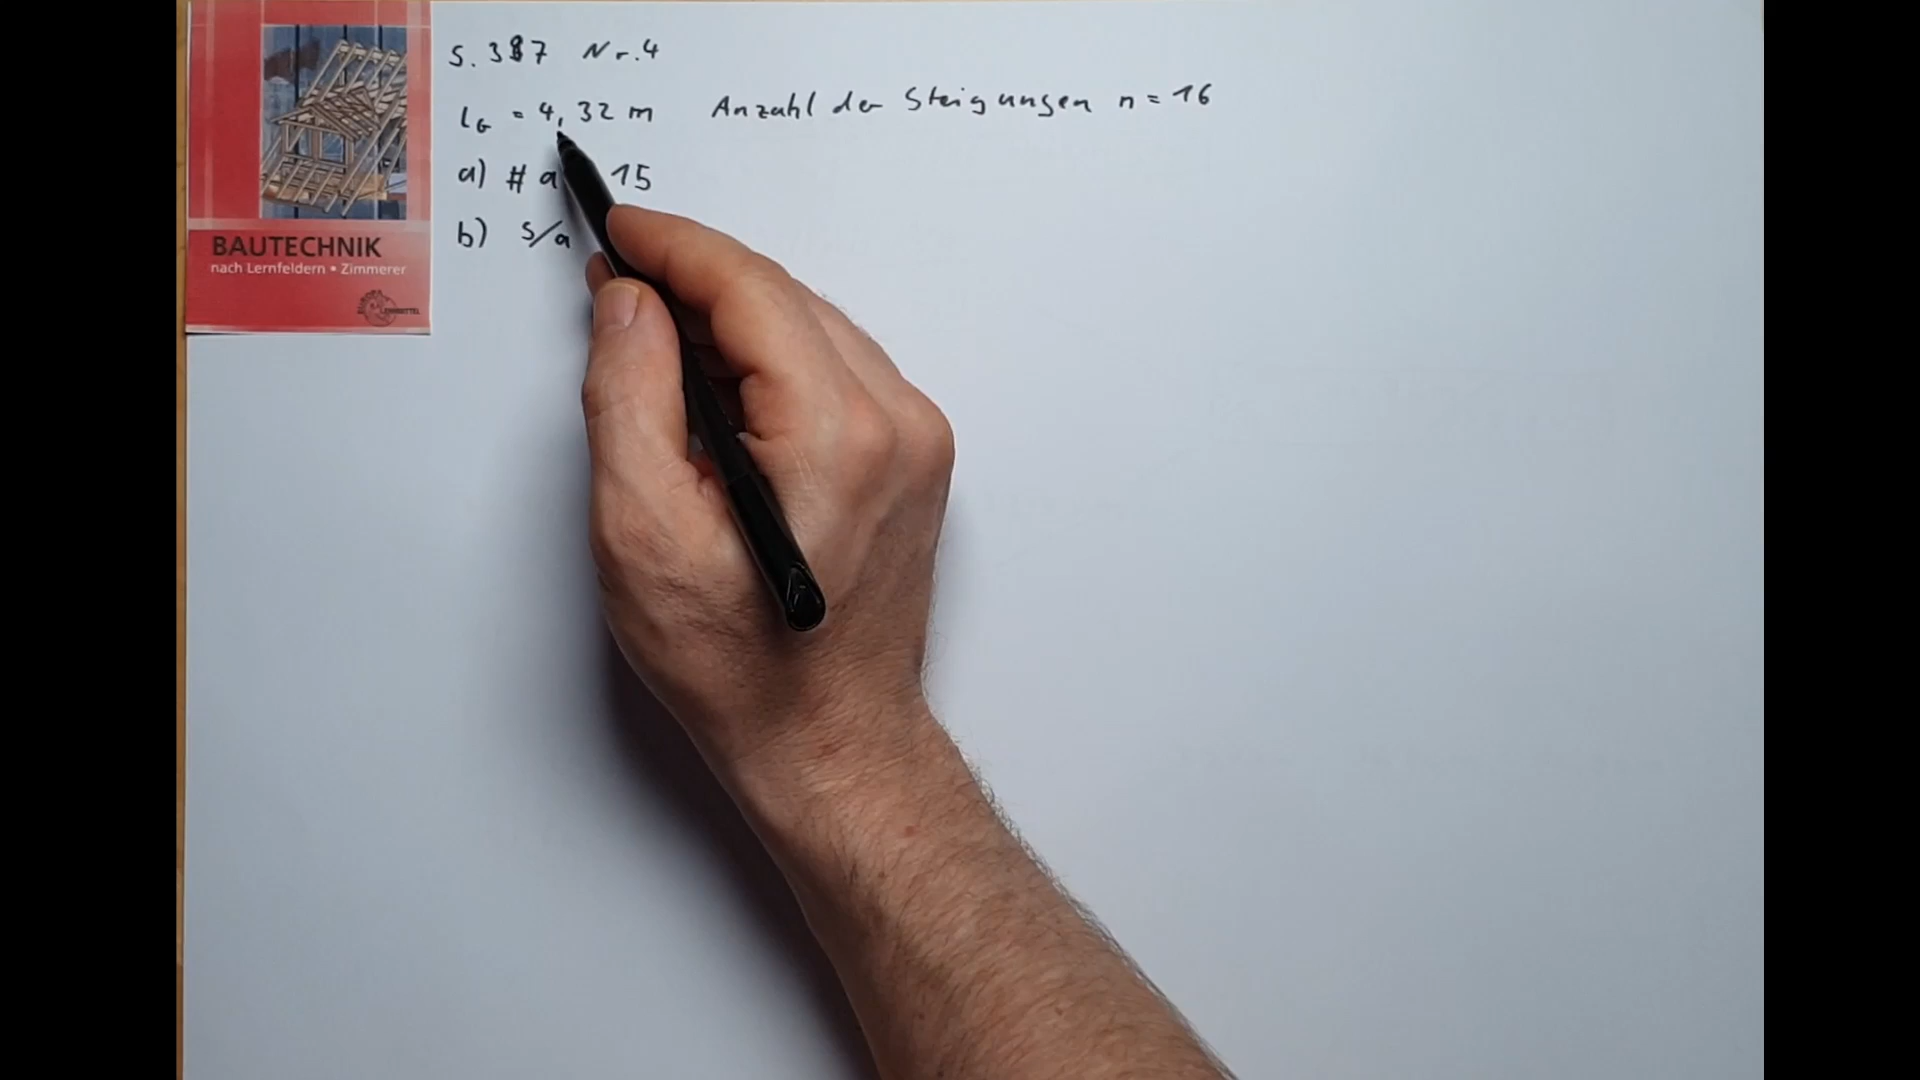 S. 387 Nr. 4
lG = 4,32 m Anzahl der Steigungen n = 16
a) # a 15
b) s/a
BAUTECHNIK
nach Lernfeldern • Zimmerer